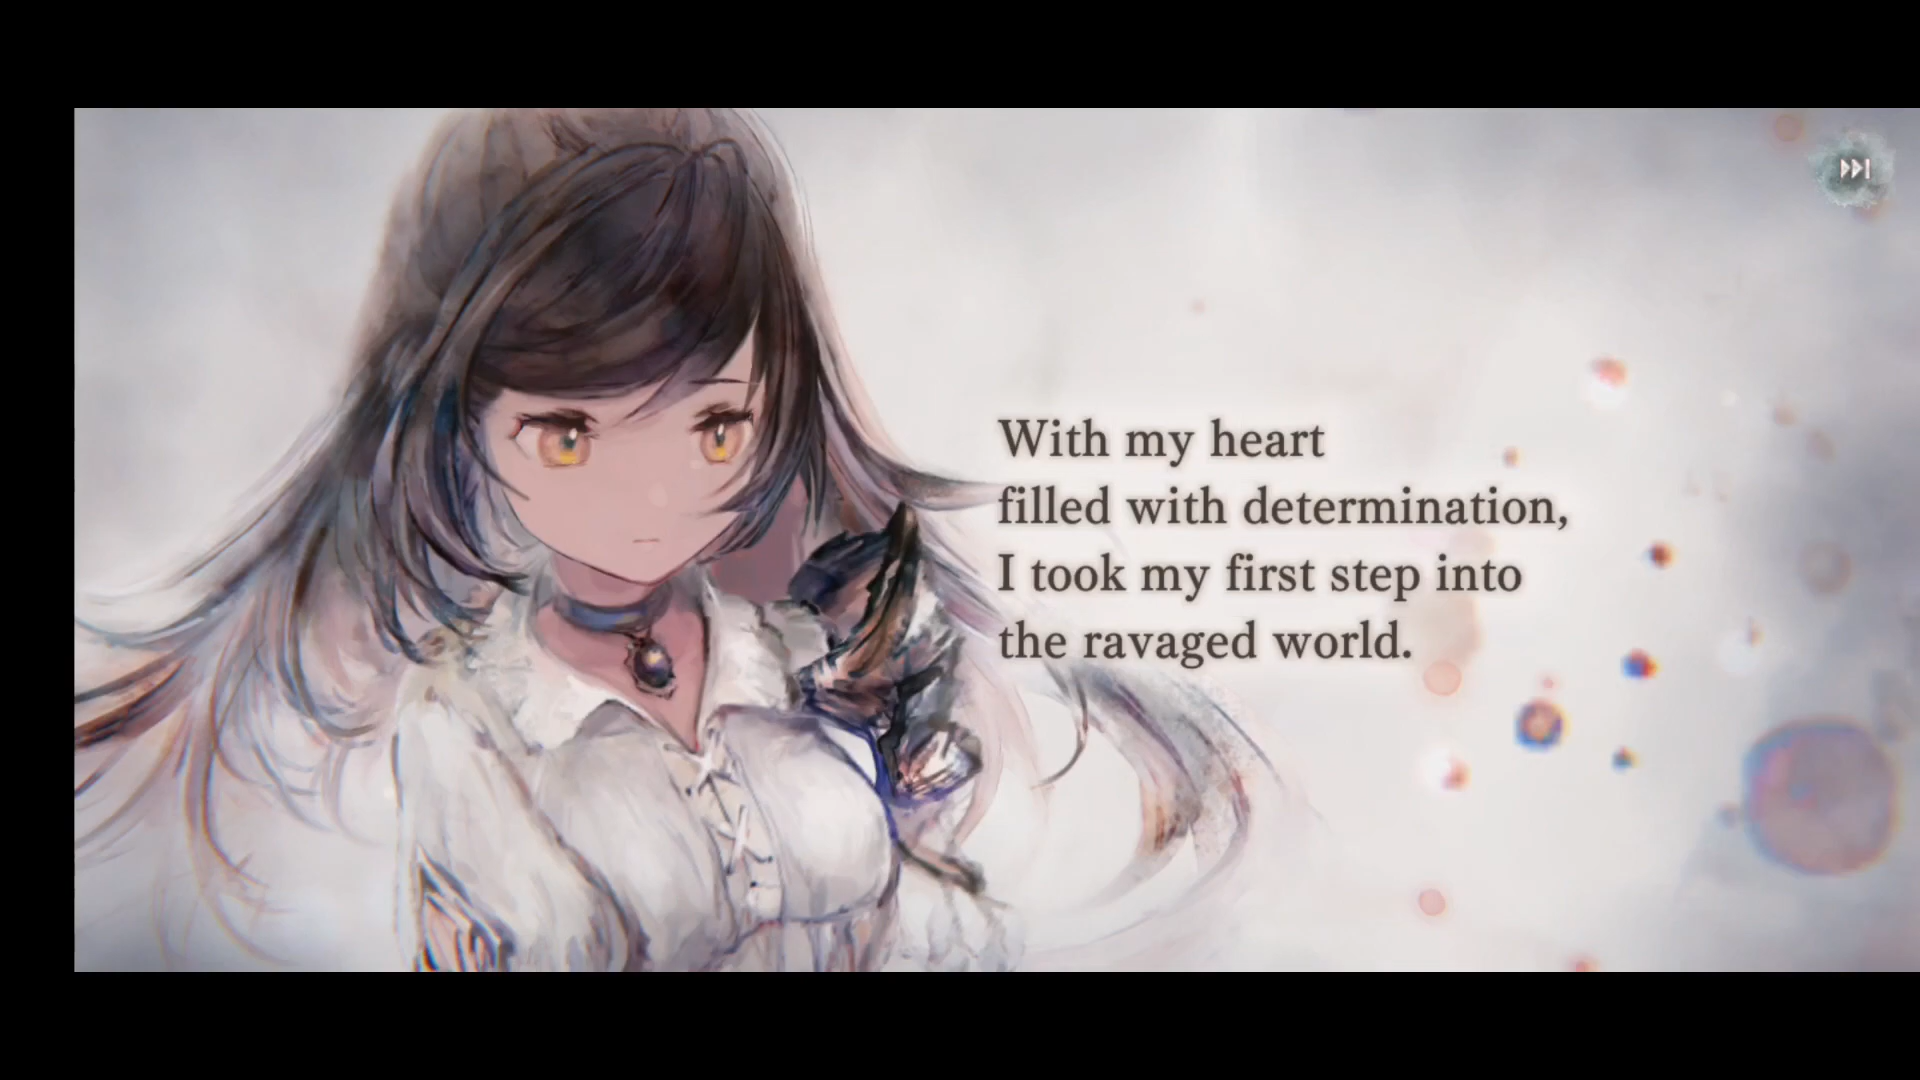 With my heart
filled with determination,
I took my first step into
the ravaged world.